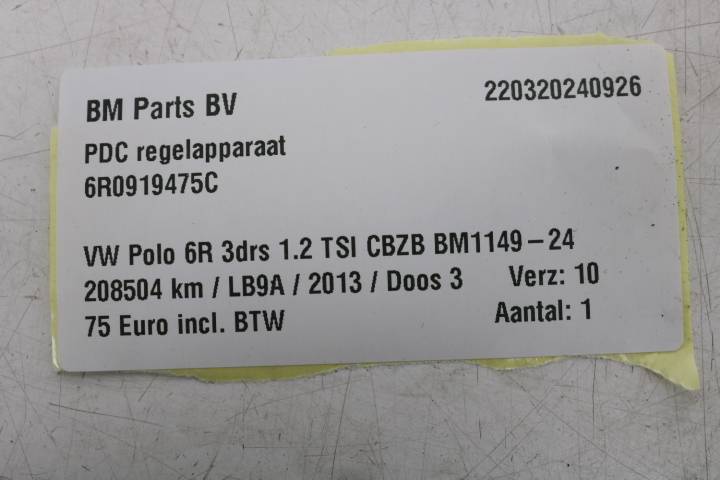 BM Parts BV 220320240926
PDC regelapparaat
6R0919475C
VW Polo 6R 3drs 1.2 TSI CBZB BM1149-24
208504 km / LB9A / 2013 / Doos 3 Verz: 10
75 Euro incl. BTW Aantal: 1